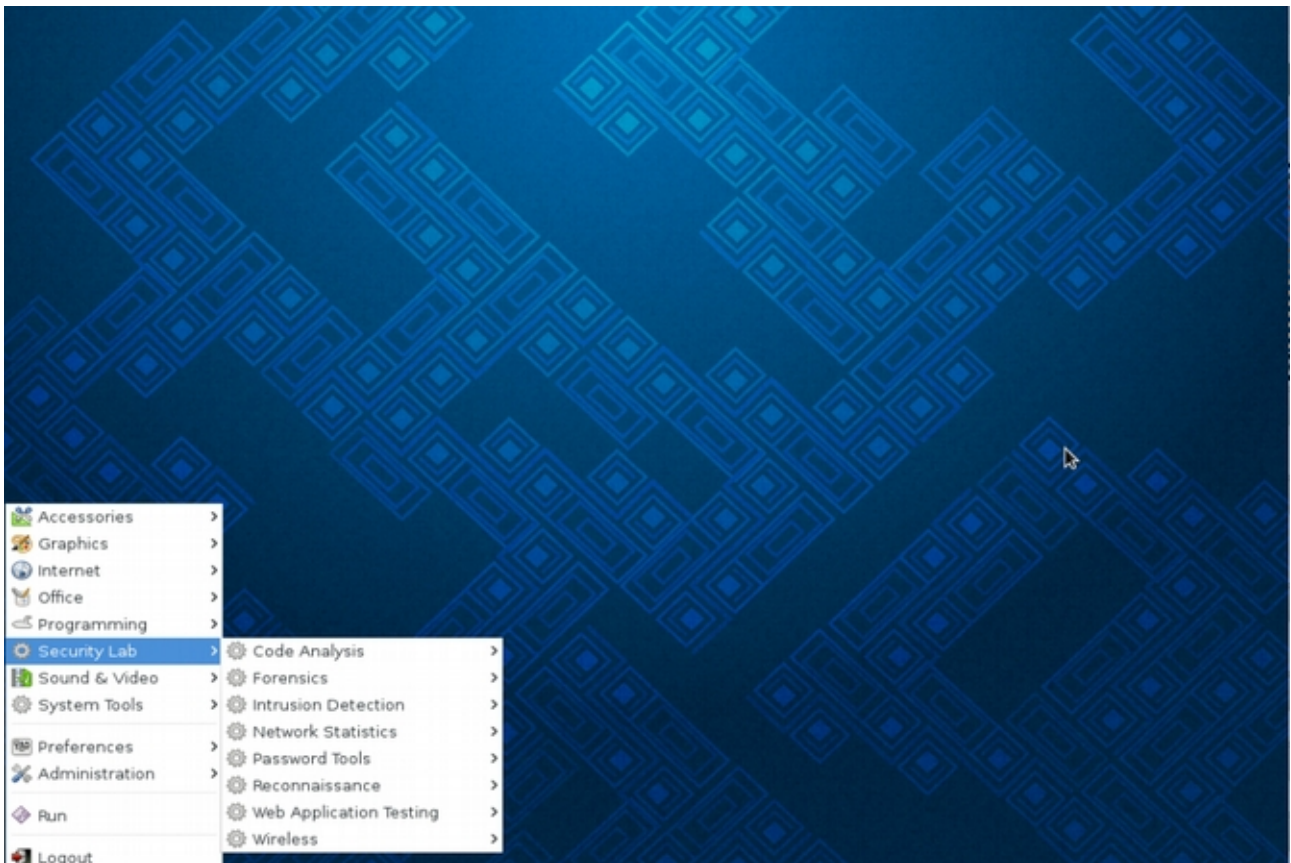 Accessories
Graphics
Internet
Office
Programming
Security Lab
Sound & Video
System Tools
Preferences
Administration
Run
Logout
Code Analysis
Forensics
Intrusion Detection
Network Statistics
Password Tools
Reconnaissance
Web Application Testing
Wireless